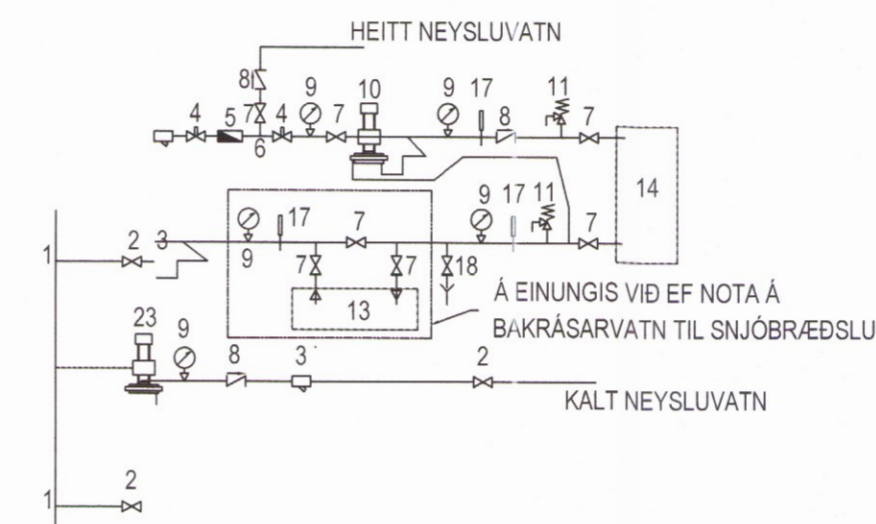 HEITT NEYSLUVATN
8 9 10 9 17 8 11
4 5 7 4 7 7
6
14
9 17 7 9 17 11 7
1 2 3
7 7 18
13
Á EINUNGIS VIÐ EF NOTA Á
BAKRÁSARVATN TIL SNJÓBRÆÐSLU
23 9 8 3 2
KALT NEYSLUVATN
2
1